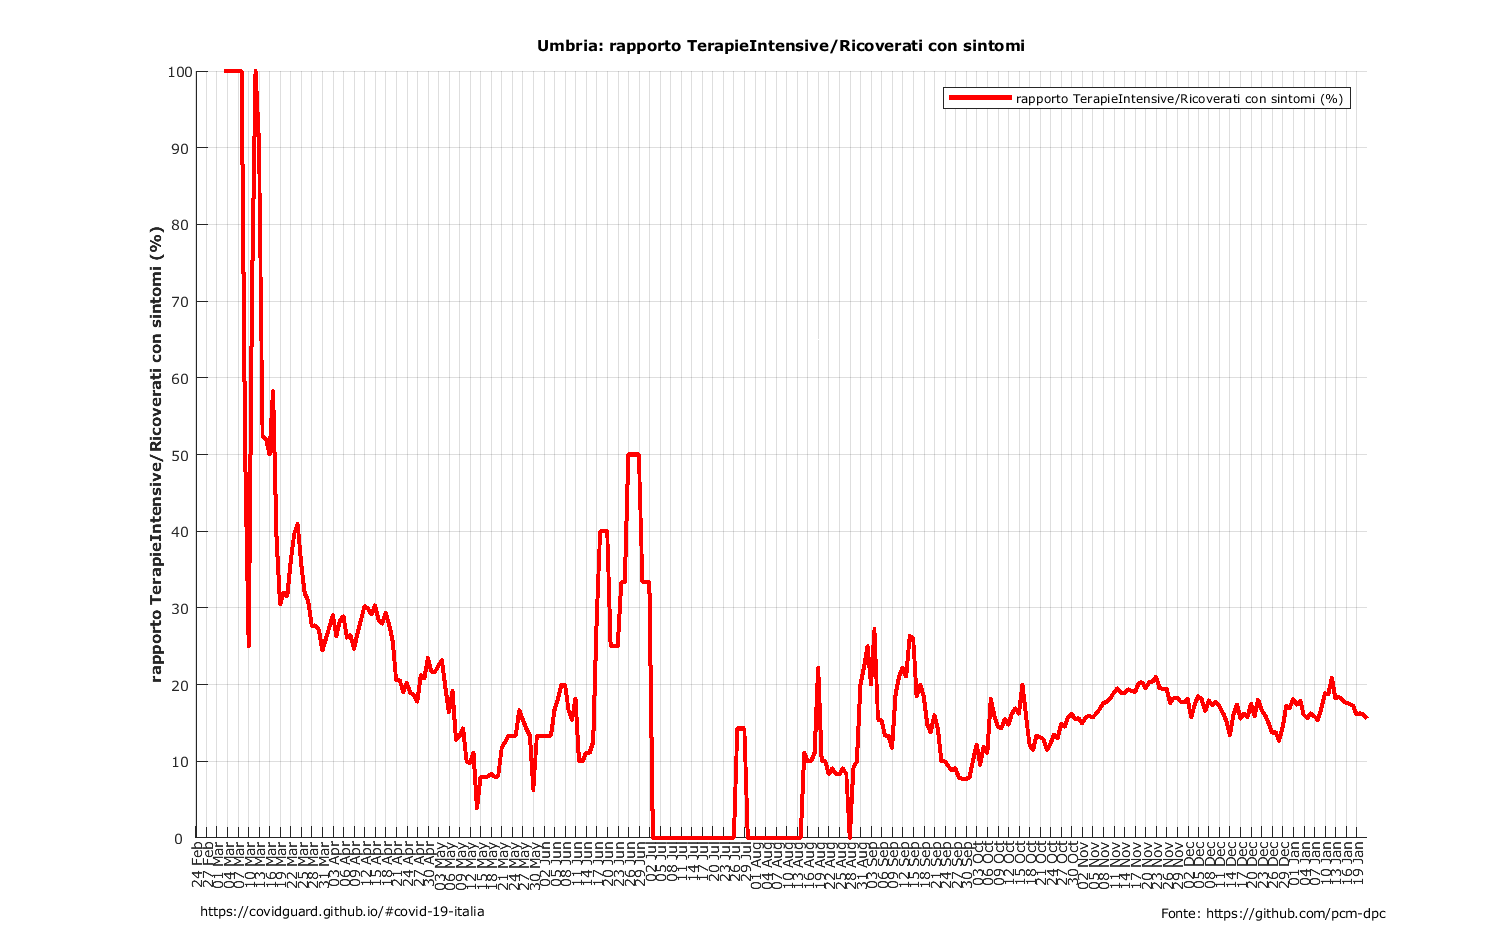 Umbria: rapporto TerapieIntensive/Ricoverati con sintomi
rapporto TerapieIntensive/Ricoverati con sintomi (%)
rapporto TerapieIntensive/Ricoverati con sintomi (%)
100
90
80
70
60
50
40
30
20
10
0
24 Feb
27 Feb
01 Mar
04 Mar
07 Mar
10 Mar
13 Mar
16 Mar
19 Mar
22 Mar
25 Mar
28 Mar
31 Mar
03 Apr
06 Apr
09 Apr
12 Apr
15 Apr
18 Apr
21 Apr
24 Apr
27 Apr
30 Apr
03 May
06 May
09 May
12 May
15 May
18 May
21 May
24 May
27 May
30 May
02 Jun
05 Jun
08 Jun
11 Jun
14 Jun
17 Jun
20 Jun
23 Jun
26 Jun
29 Jun
02 Jul
05 Jul
08 Jul
11 Jul
14 Jul
17 Jul
20 Jul
23 Jul
26 Jul
29 Jul
01 Aug
04 Aug
07 Aug
10 Aug
13 Aug
16 Aug
19 Aug
22 Aug
25 Aug
28 Aug
31 Aug
03 Sep
06 Sep
09 Sep
12 Sep
15 Sep
18 Sep
21 Sep
24 Sep
27 Sep
30 Sep
03 Oct
06 Oct
09 Oct
12 Oct
15 Oct
18 Oct
21 Oct
24 Oct
27 Oct
30 Oct
02 Nov
05 Nov
08 Nov
11 Nov
14 Nov
17 Nov
20 Nov
23 Nov
26 Nov
29 Nov
02 Dec
05 Dec
08 Dec
11 Dec
14 Dec
17 Dec
20 Dec
23 Dec
26 Dec
29 Dec
01 Jan
04 Jan
07 Jan
10 Jan
13 Jan
16 Jan
19 Jan
https://covidguard.github.io/#covid-19-italia
Fonte: https://github.com/pcm-dpc